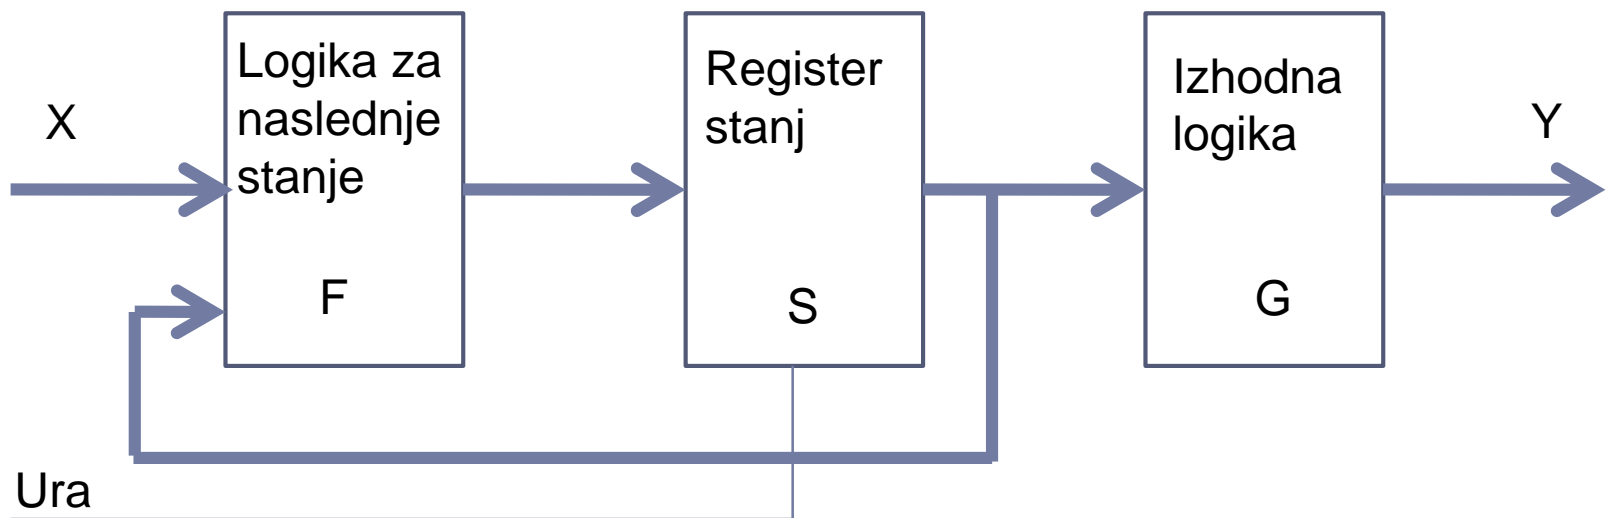 X
Logika za
naslednje
stanje
F
Register
stanj
S
Izhodna
logika
G
Y
Ura